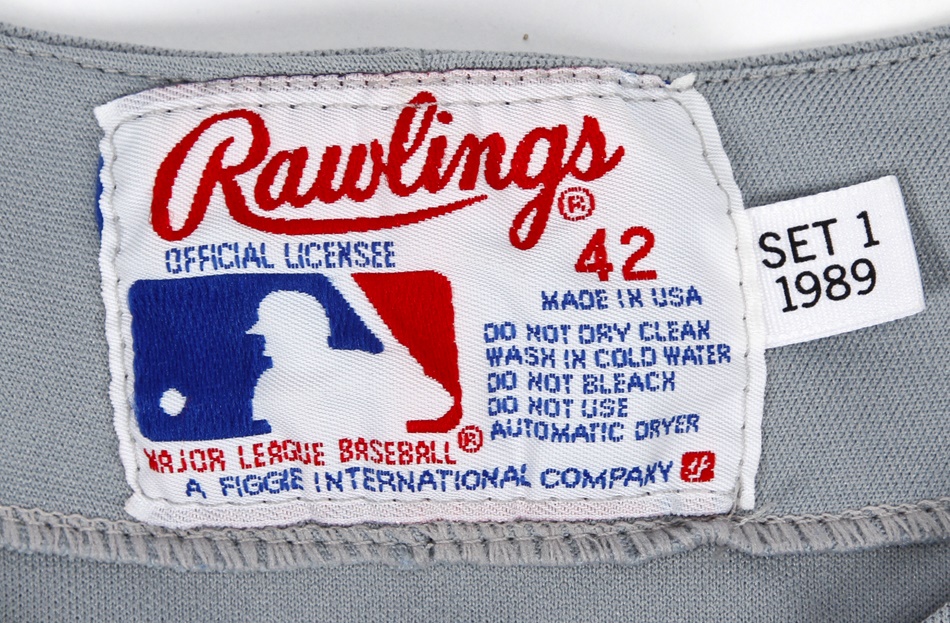 Rawlings®
42
OFFICIAL LICENSEE
MADE IN USA
DO NOT DRY CLEAN
WASH IN COLD WATER
DO NOT BLEACH
DO NOT USE
AUTOMATIC DRYER
MAJOR LEAGUE BASEBALL®
A FIGGIE INTERNATIONAL COMPANY
SET 1
1989